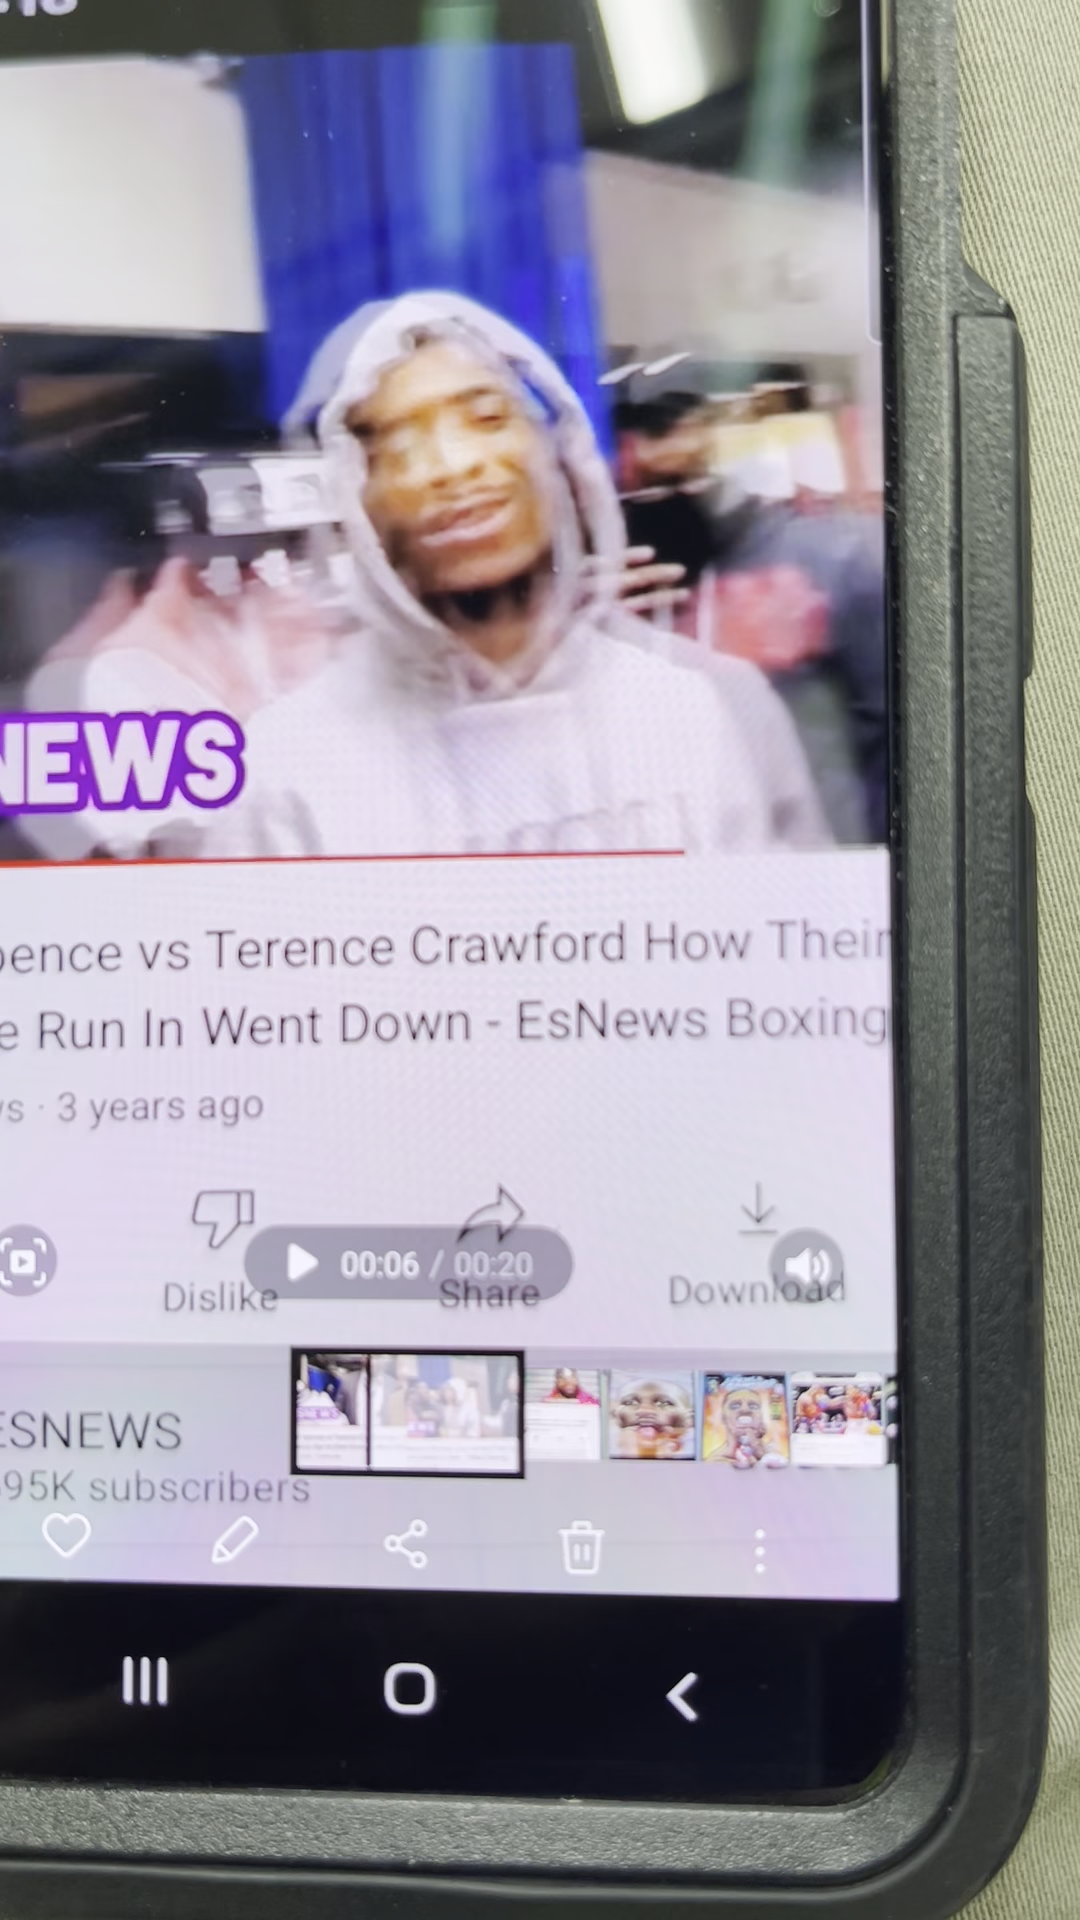 NEWS
pence vs Terence Crawford How Their
e Run In Went Down - EsNews Boxing
ws · 3 years ago
00:06 / 00:20
Dislike
Share
Download
ESNEWS
95K subscribers